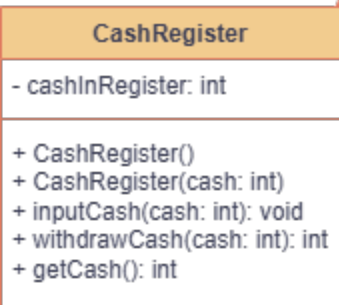 CashRegister
- cashInRegister: int
+ CashRegister()
+ CashRegister(cash: int)
+ inputCash(cash: int): void
+ withdrawCash(cash: int): int
+ getCash(): int